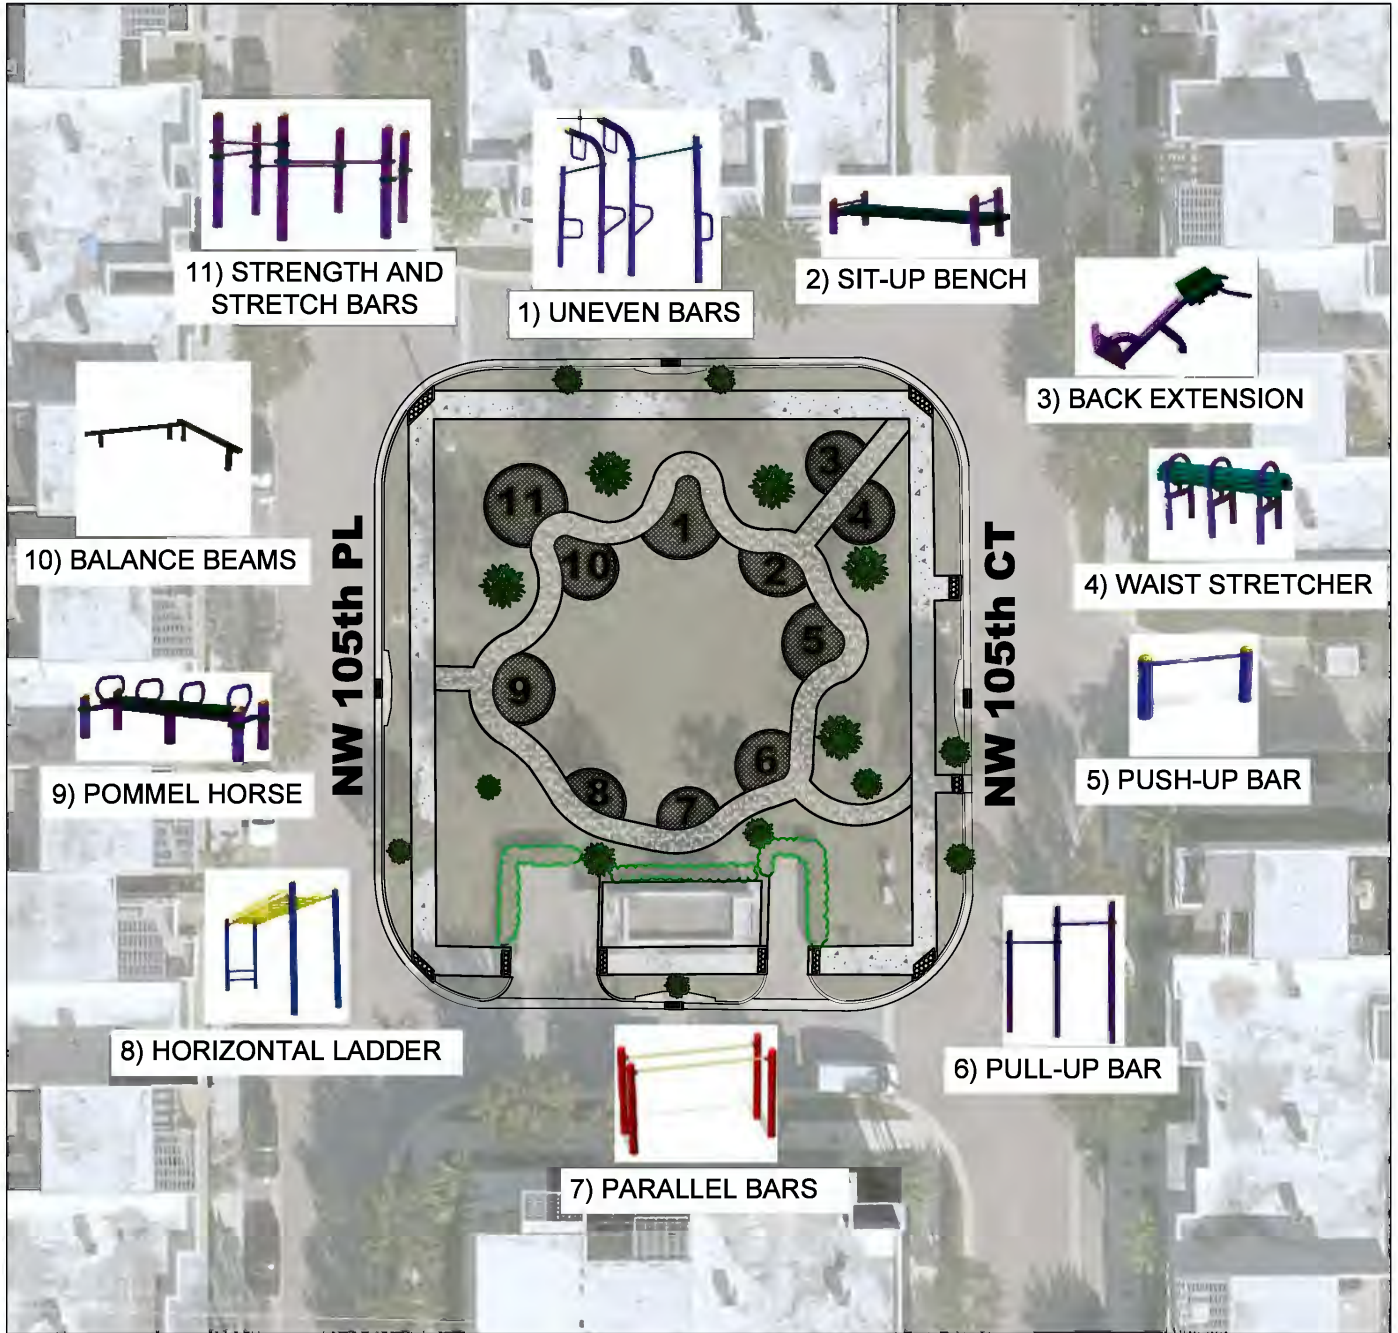 11) STRENGTH AND
STRETCH BARS
1) UNEVEN BARS
2) SIT-UP BENCH
3) BACK EXTENSION
10) BALANCE BEAMS
4) WAIST STRETCHER
9) POMMEL HORSE
5) PUSH-UP BAR
8) HORIZONTAL LADDER
6) PULL-UP BAR
7) PARALLEL BARS
NW 105th PL
NW 105th CT
3
11
4
1
10
2
5
9
6
8
7